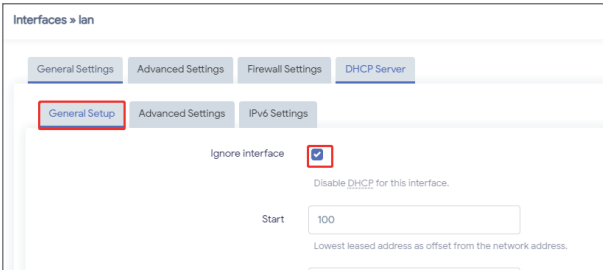 Interfaces » lan
General Settings Advanced Settings Firewall Settings DHCP Server
General Setup Advanced Settings IPv6 Settings
Ignore interface
Disable DHCP for this interface.
Start 100
Lowest leased address as offset from the network address.